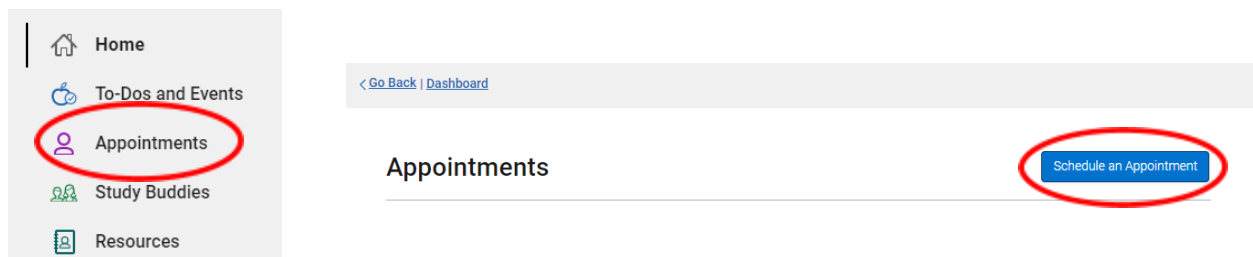 Home
To-Dos and Events
Appointments
Study Buddies
Resources
Go Back | Dashboard
Appointments
Schedule an Appointment